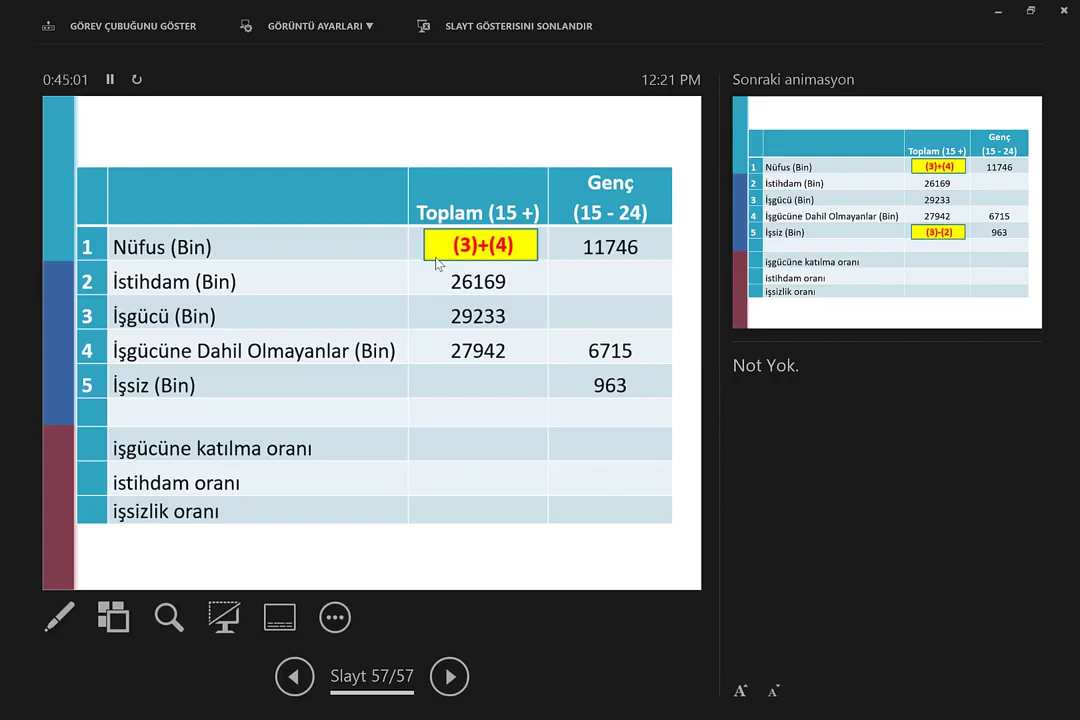 GÖREV ÇUBUĞUNU GÖSTER
GÖRÜNTÜ AYARLARI ▼
SLAYT GÖSTERISINI SONLANDIR
0:45:01
12:21 PM
Toplam (15 +)
Genç
(15 - 24)
1 Nüfus (Bin) (3)+(4) 11746
2 İstihdam (Bin) 26169
3 İşgücü (Bin) 29233
4 İşgücüne Dahil Olmayanlar (Bin) 27942 6715
5 İşsiz (Bin) 963
işgücüne katılma oranı
istihdam oranı
işsizlik oranı
Slayt 57/57
Sonraki animasyon
Toplam (15 +)
Genç
(15 - 24)
1 Nüfus (Bin) (3)+(4) 11746
2 İstihdam (Bin) 26169
3 İşgücü (Bin) 29233
4 İşgücüne Dahil Olmayanlar (Bin) 27942 6715
5 İşsiz (Bin) (3)-(2) 963
işgücüne katılma oranı
istihdam oranı
işsizlik oranı
Not Yok.
A A